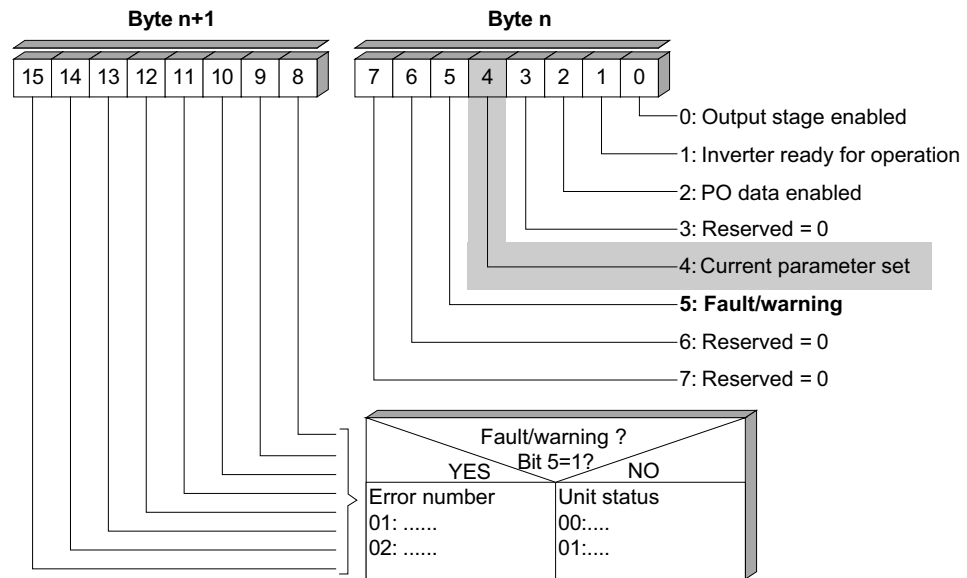 Byte n+1 Byte n
15 14 13 12 11 10 9 8 7 6 5 4 3 2 1 0
0: Output stage enabled
1: Inverter ready for operation
2: PO data enabled
3: Reserved = 0
4: Current parameter set
5: Fault/warning
6: Reserved = 0
7: Reserved = 0
Fault/warning ?
Bit 5=1?
YES NO
Error number Unit status
01: ...... 00:....
02: ...... 01:....